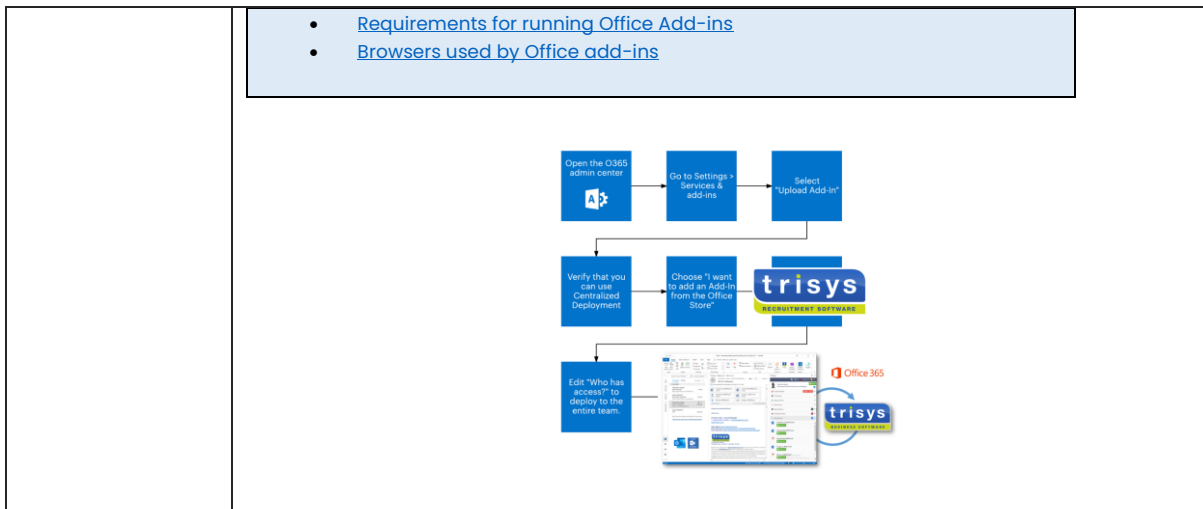 Requirements for running Office Add-ins
Browsers used by Office add-ins
Open the O365
admin center
Go to Settings >
Services &
add-ins
Select
"Upload Add-In"
Verify that you
can use
Centralized
Deployment
Choose "I want
to add an Add-In
from the Office
Store"
trisys
RECRUITMENT SOFTWARE
Edit "Who has
access?" to
deploy to the
entire team.
Office 365
trisys
BUSINESS SOFTWARE